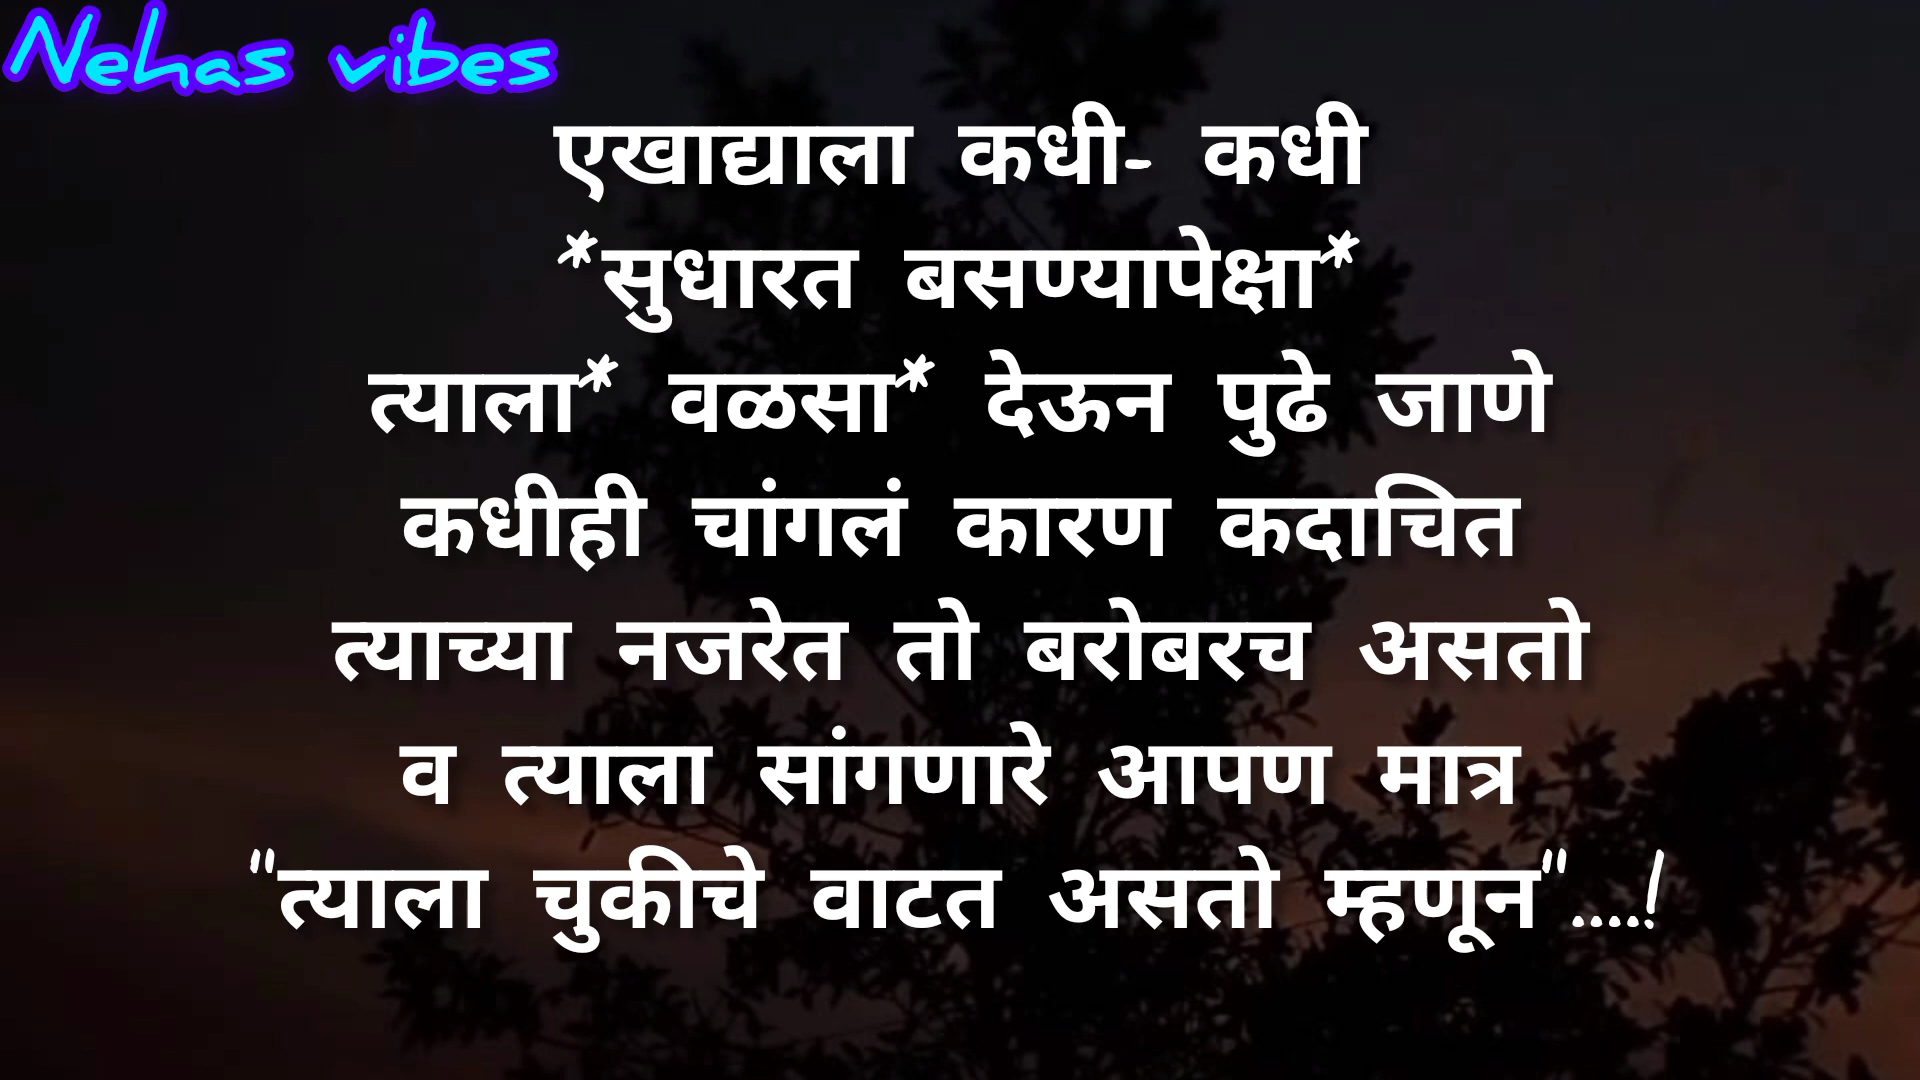 Nehas vibes
एखाद्याला कधी- कधी
*सुधारत बसण्यापेक्षा*
त्याला* वळसा* देऊन पुढे जाणे
कधीही चांगलं कारण कदाचित
त्याच्या नजरेत तो बरोबरच असतो
व त्याला सांगणारे आपण मात्र
"त्याला चुकीचे वाटत असतो म्हणून"....!